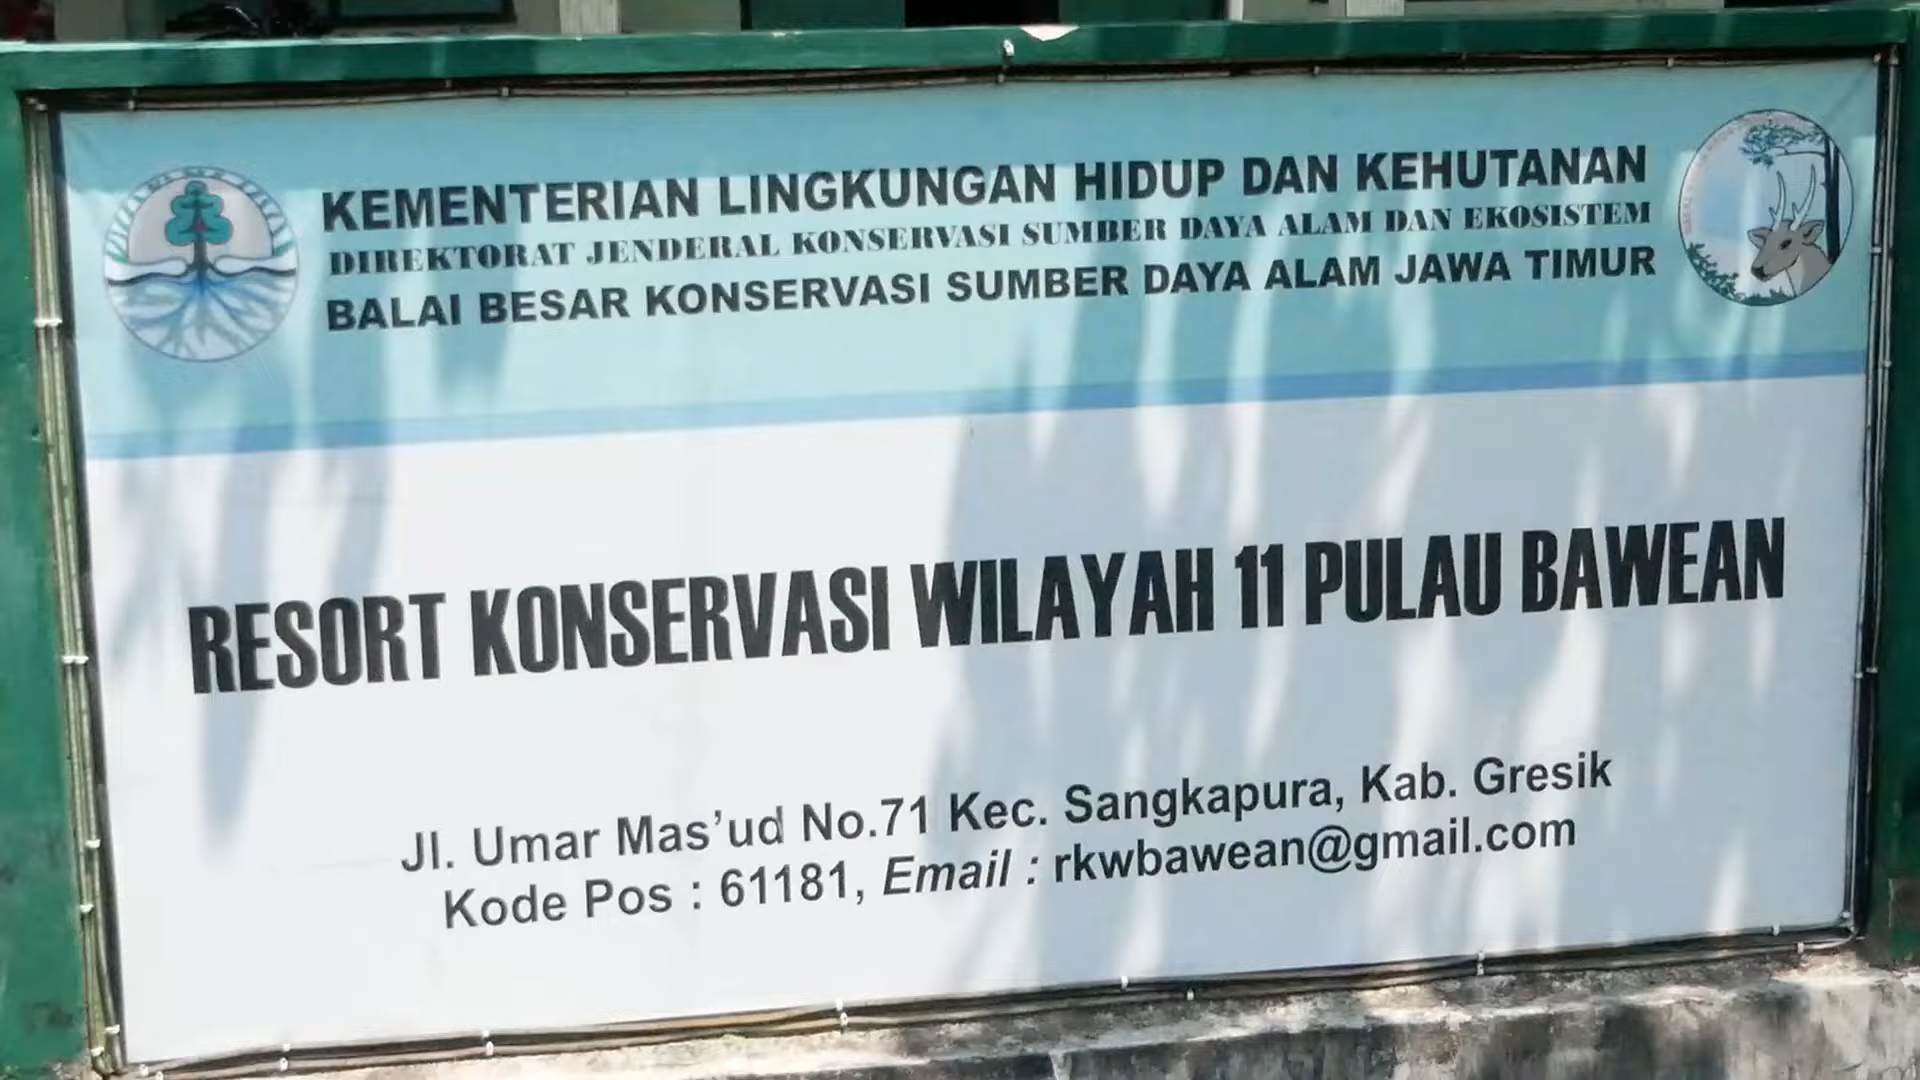 KEMENTERIAN LINGKUNGAN HIDUP DAN KEHUTANAN
DIREKTORAT JENDERAL KONSERVASI SUMBER DAYA ALAM DAN EKOSISTEM
BALAI BESAR KONSERVASI SUMBER DAYA ALAM JAWA TIMUR
RESORT KONSERVASI WILAYAH 11 PULAU BAWEAN
Jl. Umar Mas'ud No.71 Kec. Sangkapura, Kab. Gresik
Kode Pos : 61181, Email : rkwbawean@gmail.com